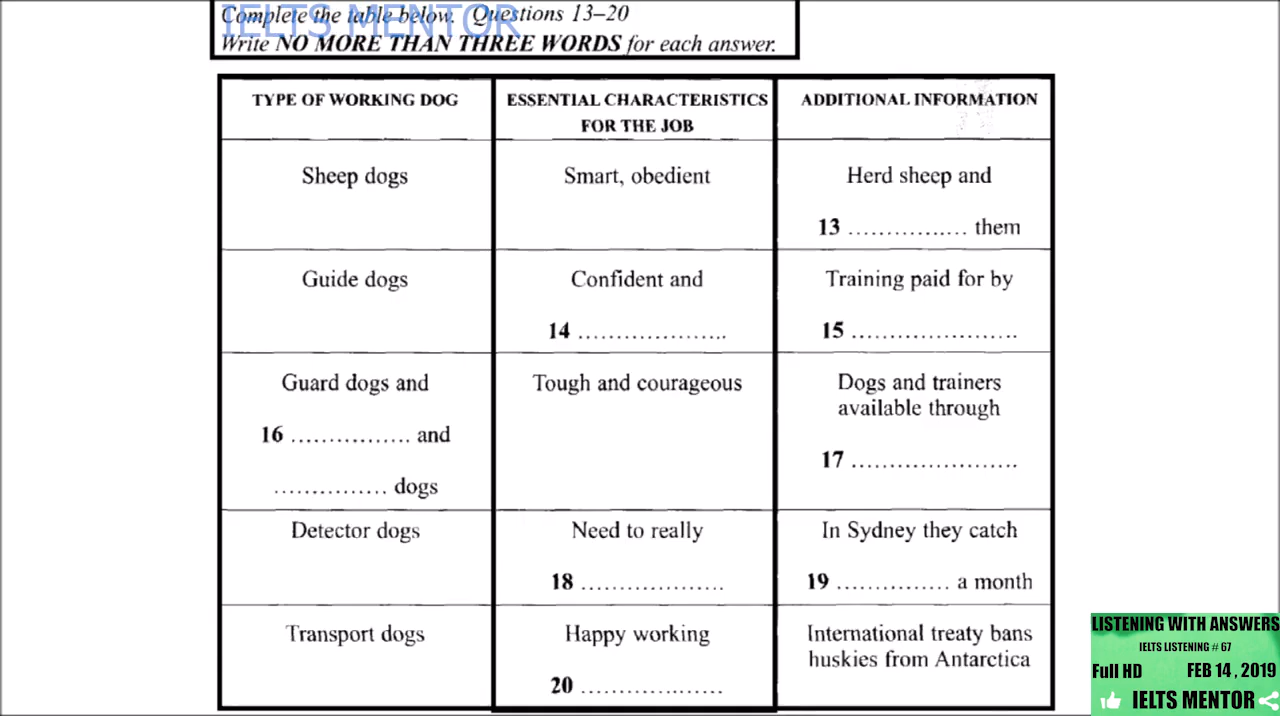 Complete the table below. Questions 13–20
IELTS MENTOR
Write NO MORE THAN THREE WORDS for each answer.
TYPE OF WORKING DOG
ESSENTIAL CHARACTERISTICS
FOR THE JOB
ADDITIONAL INFORMATION
Sheep dogs
Smart, obedient
Herd sheep and
13 ................ them
Guide dogs
Confident and
14 ........................
Training paid for by
15 ...........................
Guard dogs and
16 ................... and
.................. dogs
Tough and courageous
Dogs and trainers
available through
17 ...........................
Detector dogs
Need to really
18 .......................
In Sydney they catch
19 .................. a month
Transport dogs
Happy working
20 .......................
International treaty bans
huskies from Antarctica
LISTENING WITH ANSWERS
IELTS LISTENING # 67
Full HD FEB 14 , 2019
IELTS MENTOR